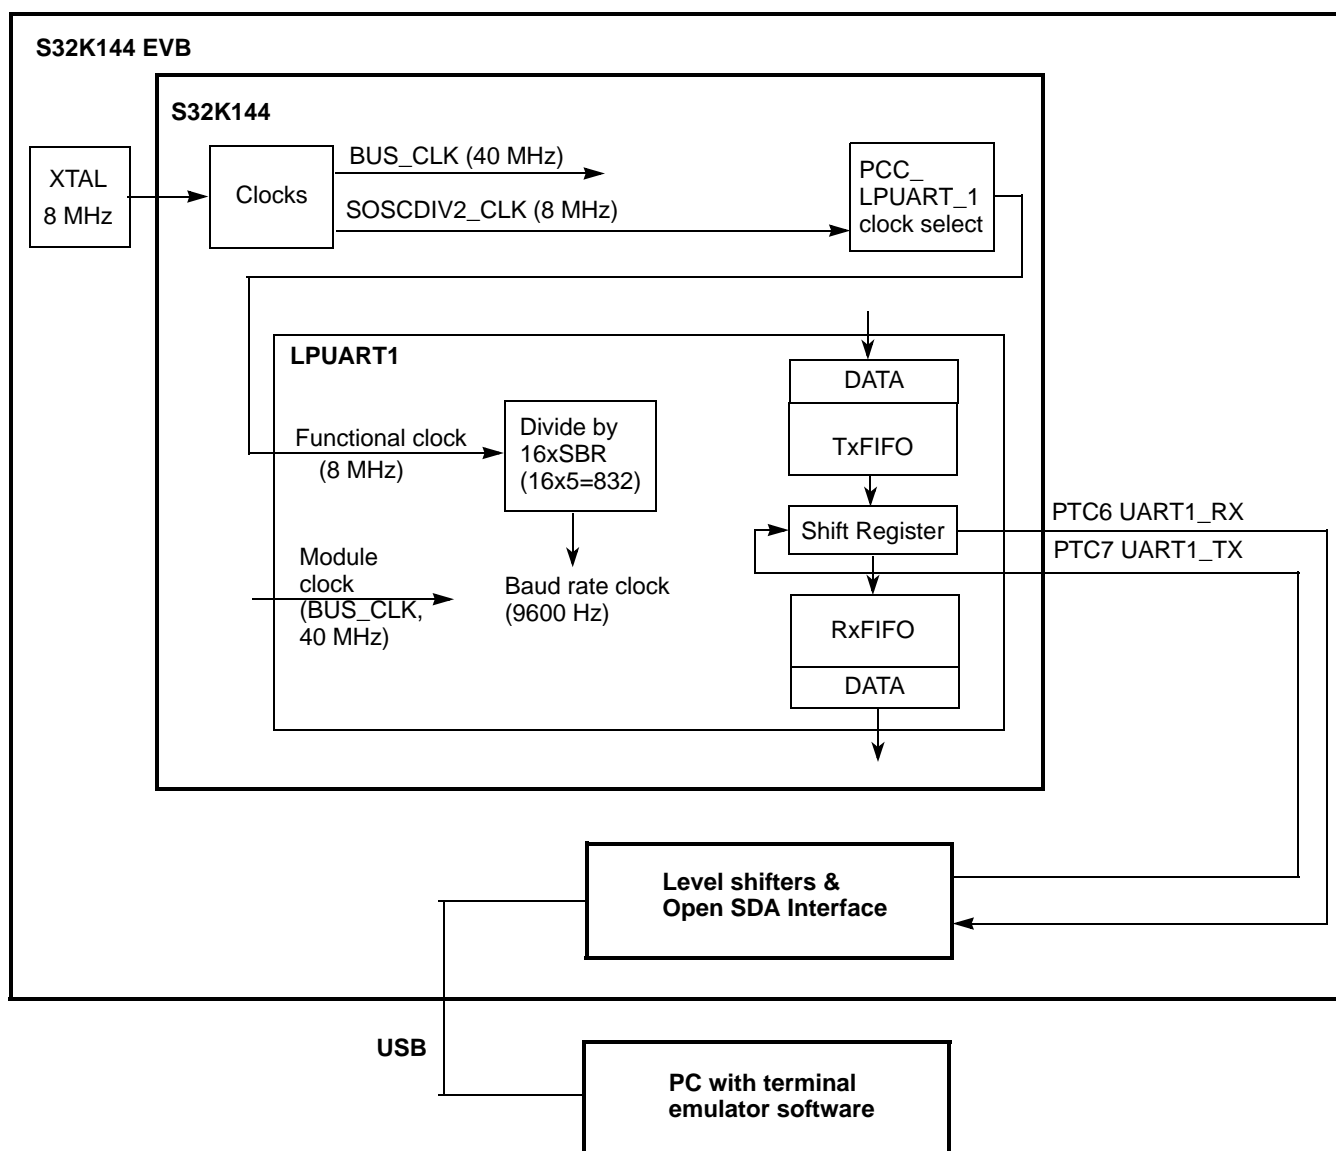 S32K144 EVB
S32K144
XTAL
8 MHz
Clocks
BUS_CLK (40 MHz)
SOSCDIV2_CLK (8 MHz)
PCC_
LPUART_1
clock select
LPUART1
Functional clock
(8 MHz)
Divide by
16xSBR
(16x5=832)
Module
clock
(BUS_CLK,
40 MHz)
Baud rate clock
(9600 Hz)
DATA
TxFIFO
Shift Register
RxFIFO
DATA
PTC6 UART1_RX
PTC7 UART1_TX
Level shifters &
Open SDA Interface
USB
PC with terminal
emulator software